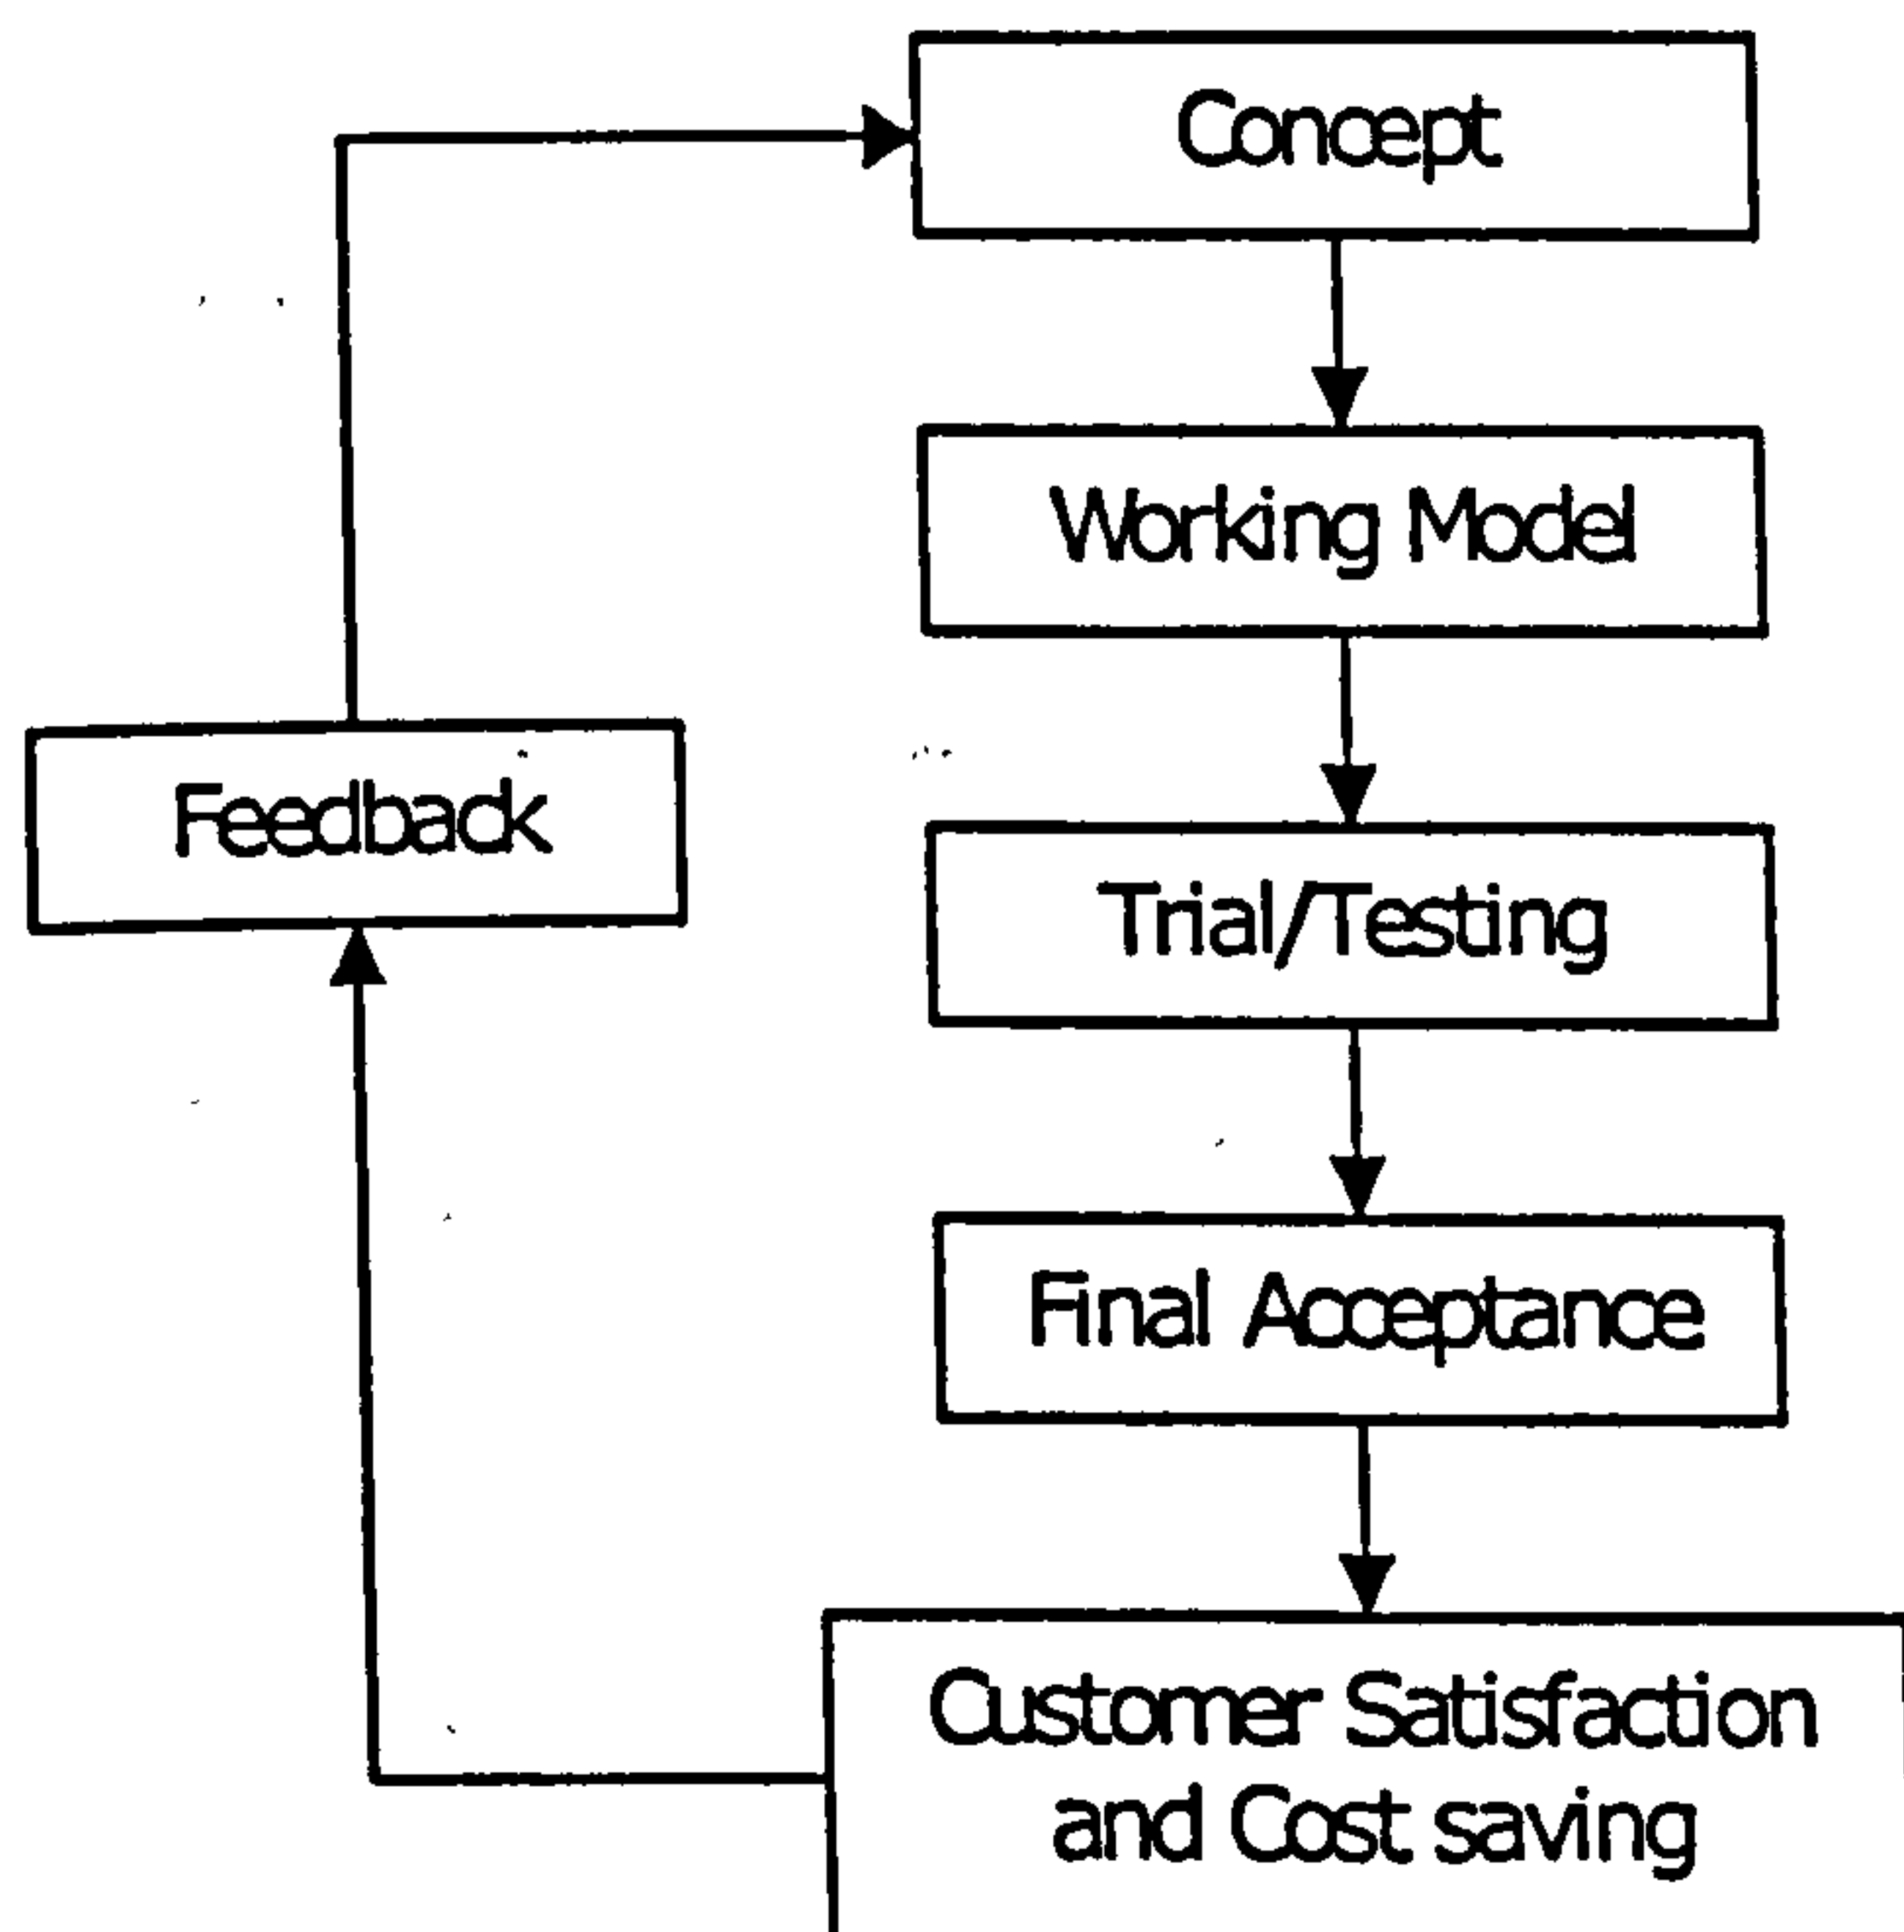 Concept
Working Model
Trial/Testing
Feedback
Final Acceptance
Customer Satisfaction
and Cost saving